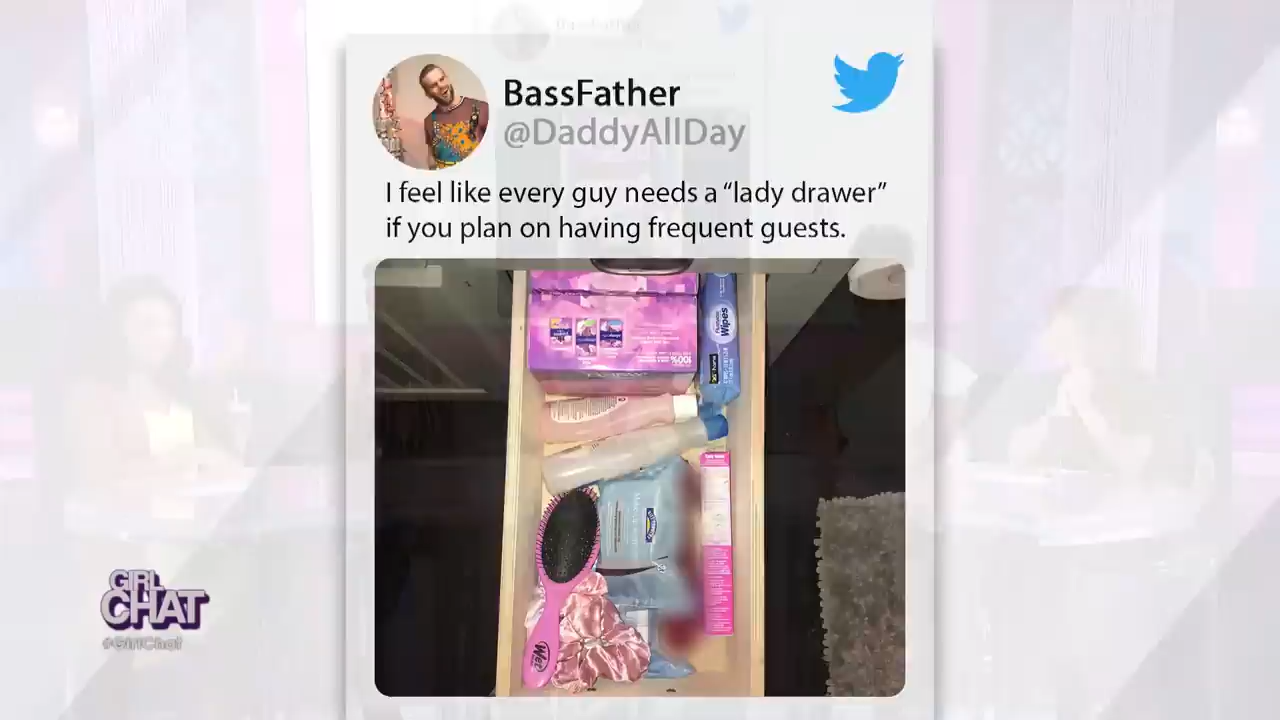 BassFather
@DaddyAllDay
I feel like every guy needs a “lady drawer”
if you plan on having frequent guests.
Wipes
100%
Wet
GIRL
CHAT
#GirlChat